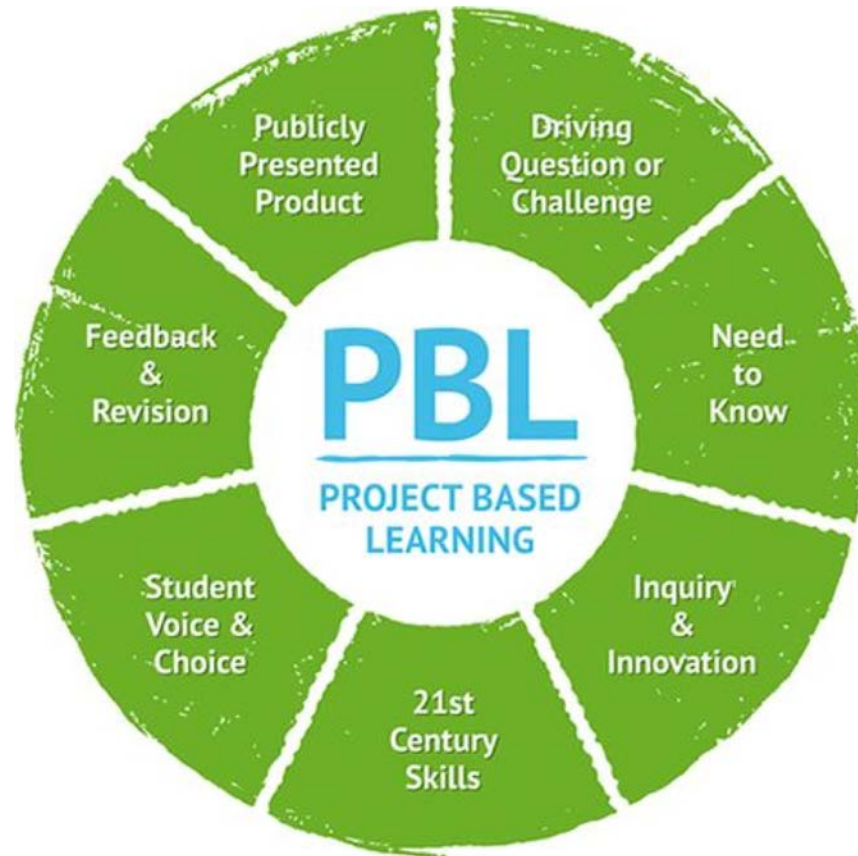 PBL
PROJECT BASED
LEARNING
Driving
Question or
Challenge
Need
to
Know
Inquiry
&
Innovation
21st
Century
Skills
Student
Voice &
Choice
Feedback
&
Revision
Publicly
Presented
Product